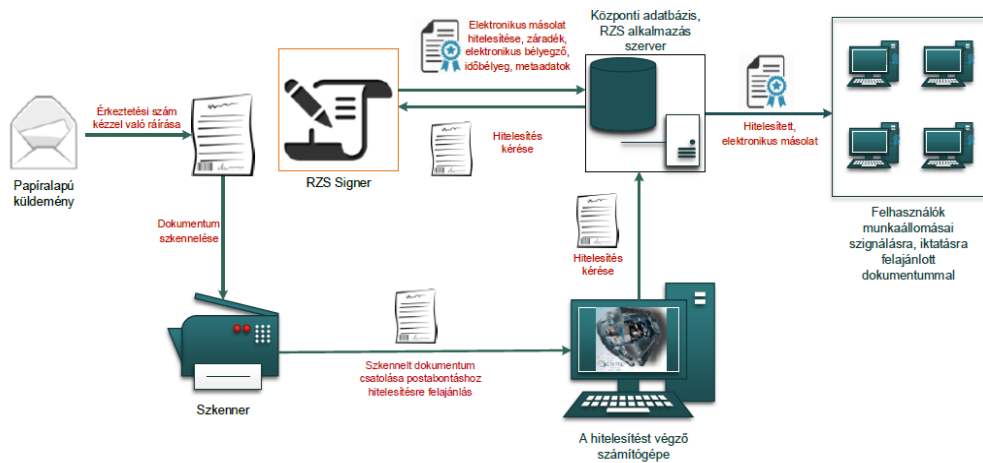 Elektronikus másolat
hitelesítése, záradék,
elektronikus bélyegző,
időbélyeg, metaadatok
Központi adatbázis,
RZS alkalmazás
szerver
Érkeztetési szám
kézzel való ráírása
Papíralapú
küldemény
RZS Signer
Hitelesítés
kérése
Hitelesített,
elektronikus másolat
Felhasználók
munkaállomásai
szignálásra, iktatásra
felajánlott
dokumentummal
Dokumentum
szkennelése
Hitelesítés
kérése
Szkennelt dokumentum
csatolása postabontáshoz
hitelesítésre felajánlás
Szkenner
A hitelesítést végző
számítógépe